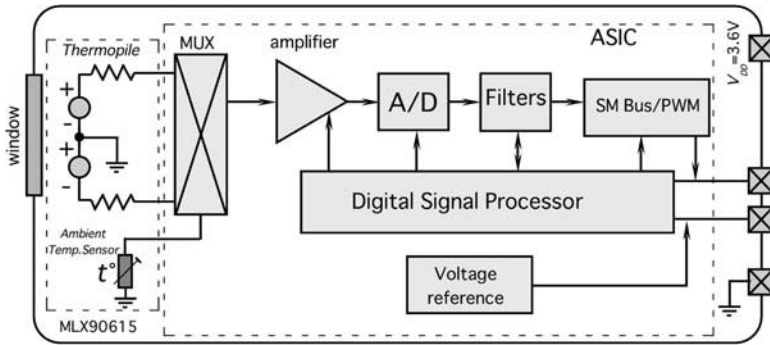 Thermopile
MUX
amplifier
ASIC
V_DD=3.6V
window
+
-
+
-
A/D
Filters
SM Bus/PWM
Digital Signal Processor
Ambient
Temp.Sensor
t°
Voltage
reference
MLX90615